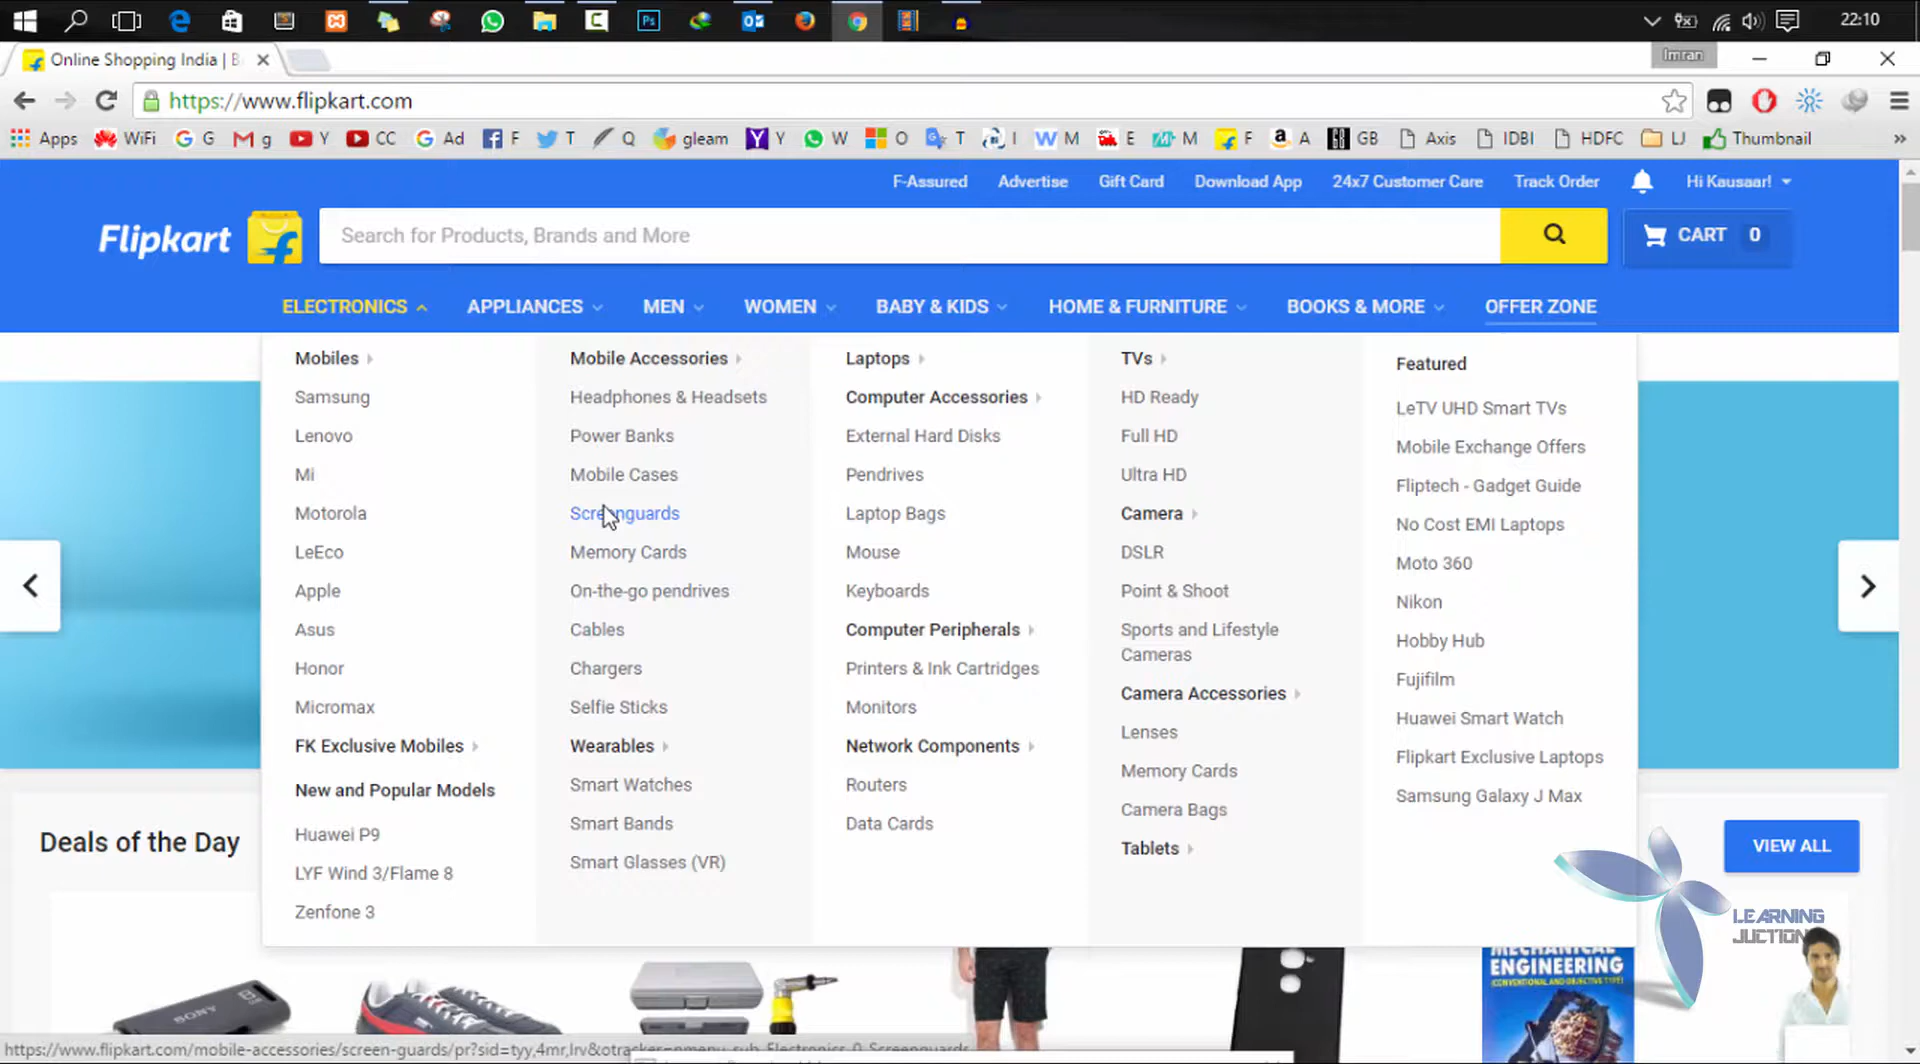 22:10
Online Shopping India | B
Imran
https://www.flipkart.com
Apps WiFi G M g Y CC Ad F T Q gleam Y W O T I M E M F A GB Axis IDBI HDFC LJ Thumbnail
F-Assured Advertise Gift Card Download App 24x7 Customer Care Track Order Hi Kausaar!
Flipkart Search for Products, Brands and More CART 0
ELECTRONICS APPLIANCES MEN WOMEN BABY & KIDS HOME & FURNITURE BOOKS & MORE OFFER ZONE
Mobiles
Samsung
Lenovo
Mi
Motorola
LeEco
Apple
Asus
Honor
Micromax
FK Exclusive Mobiles
New and Popular Models
Huawei P9
LYF Wind 3/Flame 8
Zenfone 3
Mobile Accessories
Headphones & Headsets
Power Banks
Mobile Cases
Screenguards
Memory Cards
On-the-go pendrives
Cables
Chargers
Selfie Sticks
Wearables
Smart Watches
Smart Bands
Smart Glasses (VR)
Laptops
Computer Accessories
External Hard Disks
Pendrives
Laptop Bags
Mouse
Keyboards
Computer Peripherals
Printers & Ink Cartridges
Monitors
Network Components
Routers
Data Cards
TVs
HD Ready
Full HD
Ultra HD
Camera
DSLR
Point & Shoot
Sports and Lifestyle
Cameras
Camera Accessories
Lenses
Memory Cards
Camera Bags
Tablets
Featured
LeTV UHD Smart TVs
Mobile Exchange Offers
Fliptech - Gadget Guide
No Cost EMI Laptops
Moto 360
Nikon
Hobby Hub
Fujifilm
Huawei Smart Watch
Flipkart Exclusive Laptops
Samsung Galaxy J Max
Deals of the Day
VIEW ALL
LEARNING
JUCTION
SONY
MECHANICAL
ENGINEERING
(CONVENTIONAL AND OBJECTIVE TYPE)
https://www.flipkart.com/mobile-accessories/screen-guards/pr?sid=tyy,4mr,lrv&otracker=nmenu_sub_Electronics_0_Screenguards